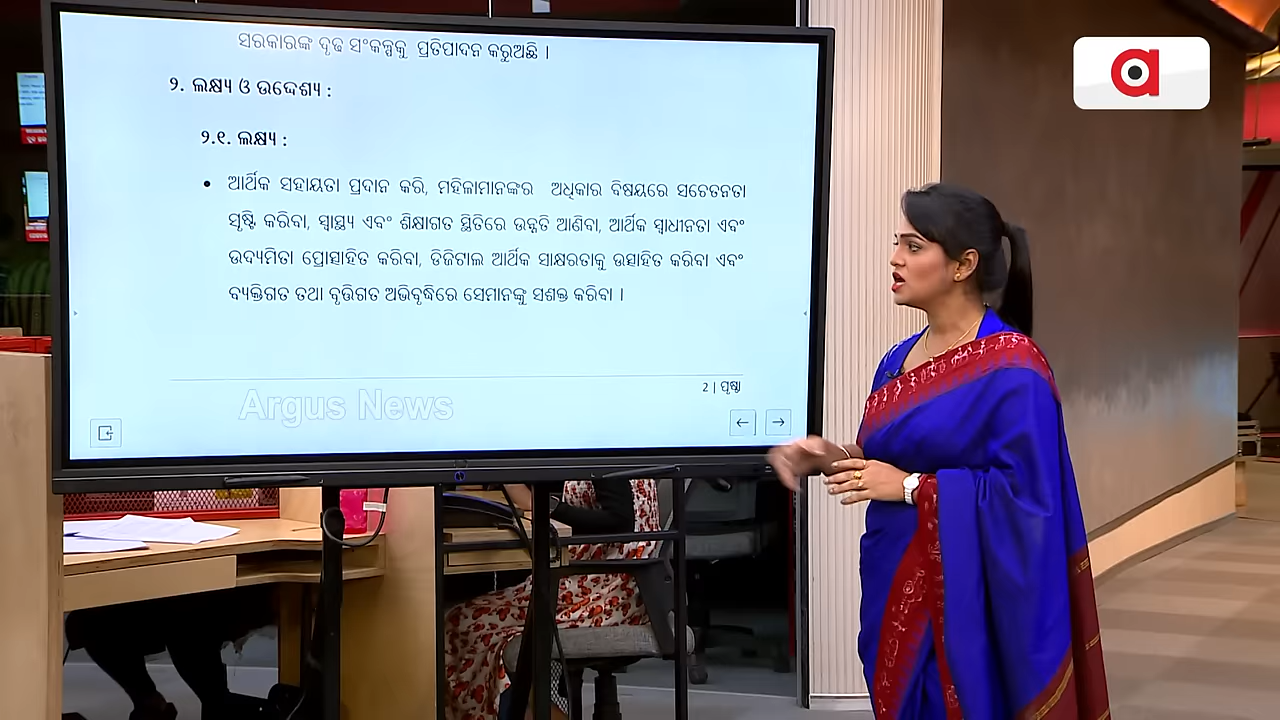 ସରକାରଙ୍କ ଦୃଢ ସଂକଳ୍ପକୁ ପ୍ରତିପାଦନ କରୁଅଛି ।
୨. ଲକ୍ଷ୍ୟ ଓ ଉଦ୍ଦେଶ୍ୟ :
୨.୧. ଲକ୍ଷ୍ୟ :
• ଆର୍ଥିକ ସହାୟତା ପ୍ରଦାନ କରି, ମହିଳାମାନଙ୍କର ଅଧିକାର ବିଷୟରେ ସଚେତନତା
ସୃଷ୍ଟି କରିବା, ସ୍ୱାସ୍ଥ୍ୟ ଏବଂ ଶିକ୍ଷାଗତ ସ୍ଥିତିରେ ଉନ୍ନତି ଆଣିବା, ଆର୍ଥିକ ସ୍ୱାଧୀନତା ଏବଂ
ଉଦ୍ୟମିତା ପ୍ରୋତ୍ସାହିତ କରିବା, ଡିଜିଟାଲ ଆର୍ଥିକ ସାକ୍ଷରତାକୁ ଉତ୍ସାହିତ କରିବା ଏବଂ
ବ୍ୟକ୍ତିଗତ ତଥା ବୃତ୍ତିଗତ ଅଭିବୃଦ୍ଧିରେ ସେମାନଙ୍କୁ ସଶକ୍ତ କରିବା ।
2 | ପୃଷ୍ଠା
Argus News
a